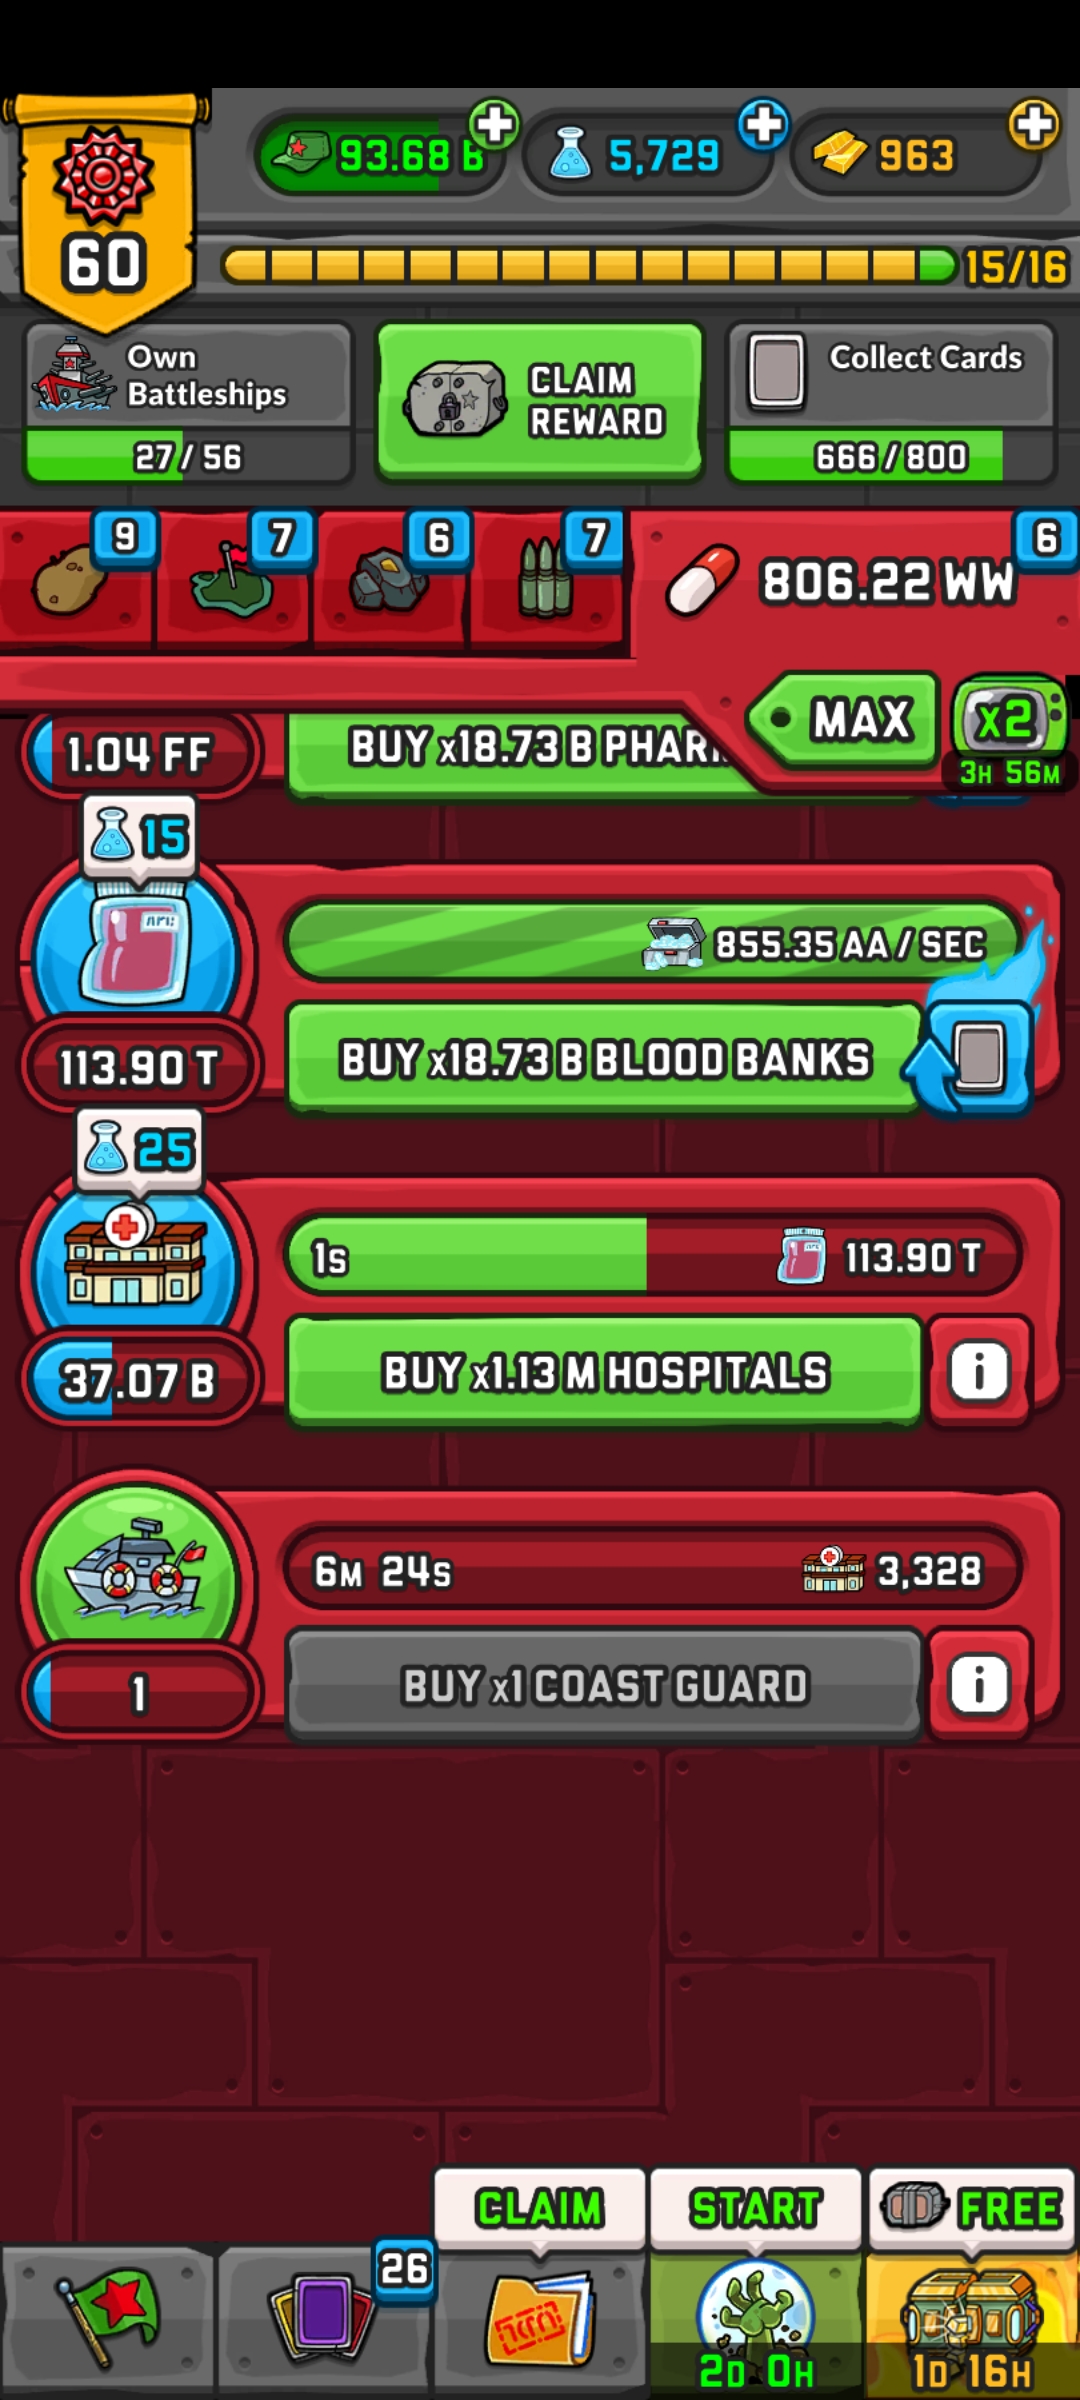 93.68 B
5,729
963
60
15/16
Own
Battleships
27/56
CLAIM
REWARD
Collect Cards
666/800
9
7
6
7
806.22 WW
6
MAX
x2
3H 56M
1.04 FF
BUY x18.73 B PHAR
15
855.35 AA / SEC
113.90 T
BUY x18.73 B BLOOD BANKS
25
1s
113.90 T
37.07 B
BUY x1.13 M HOSPITALS
i
6M 24s
3,328
1
BUY x1 COAST GUARD
i
CLAIM
START
FREE
26
2D 0H
1D 16H